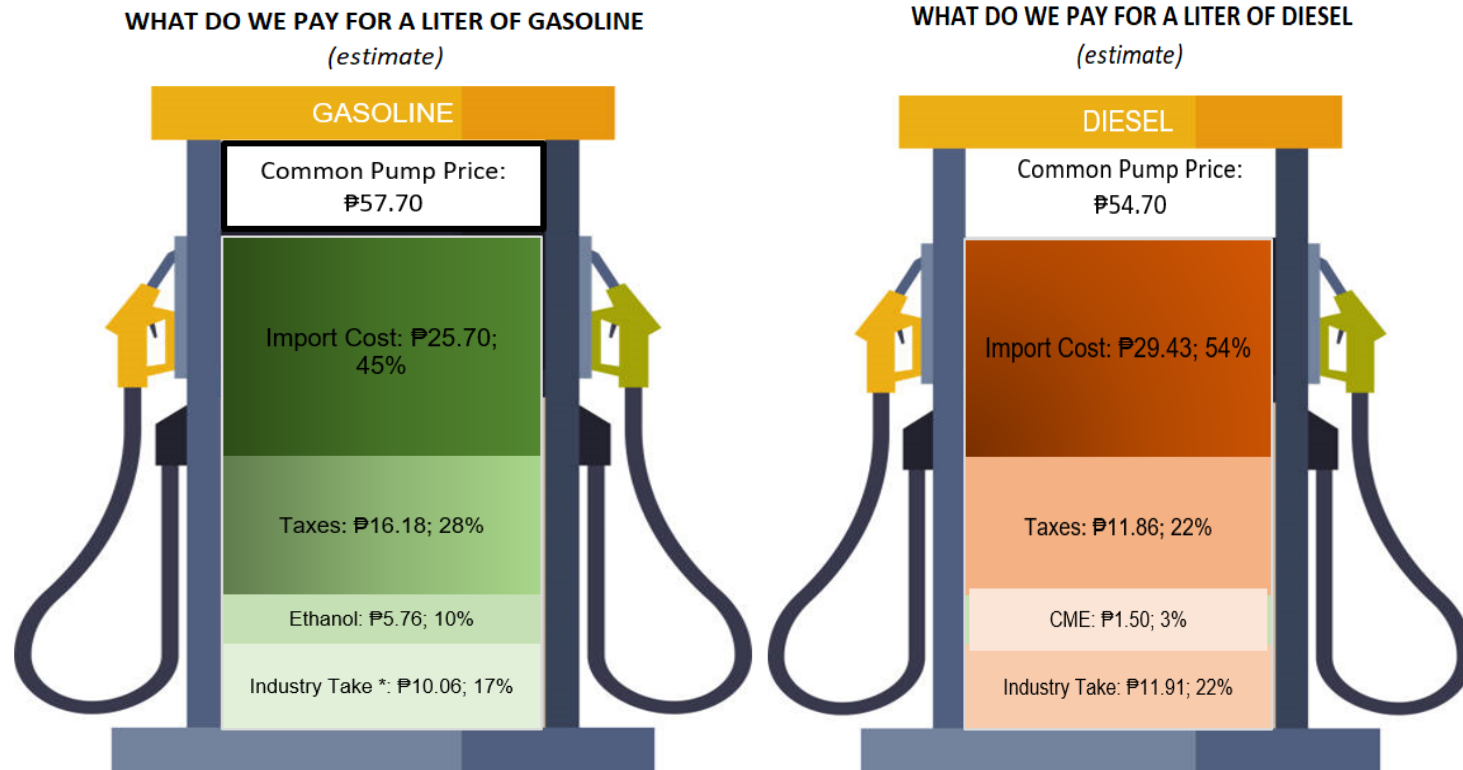 WHAT DO WE PAY FOR A LITER OF GASOLINE
(estimate)
GASOLINE
Common Pump Price:
₱57.70
Import Cost: ₱25.70;
45%
Taxes: ₱16.18; 28%
Ethanol: ₱5.76; 10%
Industry Take *: ₱10.06; 17%
WHAT DO WE PAY FOR A LITER OF DIESEL
(estimate)
DIESEL
Common Pump Price:
₱54.70
Import Cost: ₱29.43; 54%
Taxes: ₱11.86; 22%
CME: ₱1.50; 3%
Industry Take: ₱11.91; 22%